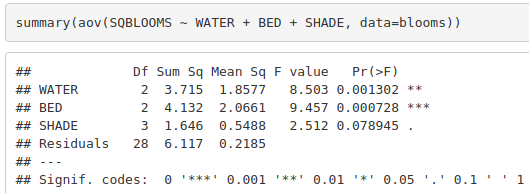 summary(aov(SQBLOOMS ~ WATER + BED + SHADE, data=blooms))
##             Df Sum Sq Mean Sq F value   Pr(>F)
## WATER        2  3.715  1.8577   8.503 0.001302 **
## BED          2  4.132  2.0661   9.457 0.000728 ***
## SHADE        3  1.646  0.5488   2.512 0.078945 .
## Residuals   28  6.117  0.2185
## ---
## Signif. codes:  0 '***' 0.001 '**' 0.01 '*' 0.05 '.' 0.1 ' ' 1